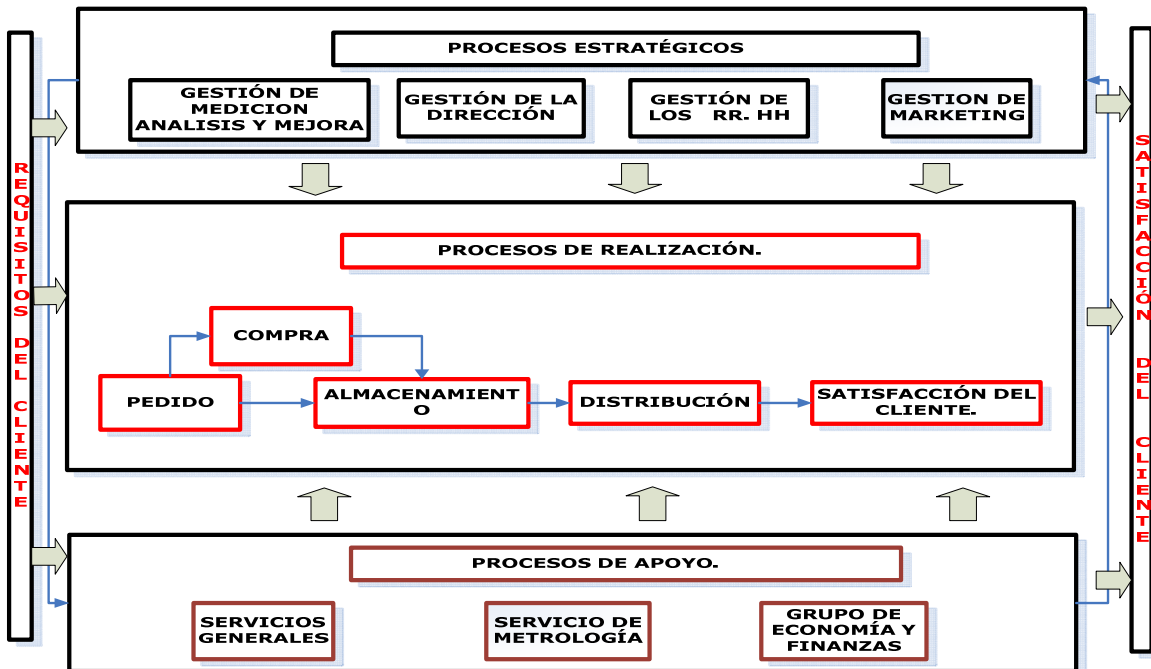 PROCESOS ESTRATÉGICOS
GESTIÓN DE
MEDICION
ANALISIS Y MEJORA
GESTIÓN DE LA
DIRECCIÓN
GESTIÓN DE
LOS RR. HH
GESTION DE
MARKETING
REQUISITOS DEL CLIENTE
PROCESOS DE REALIZACIÓN.
COMPRA
PEDIDO
ALMACENAMIENT
O
DISTRIBUCIÓN
SATISFACCIÓN DEL
CLIENTE.
SATISFACCIÓN DEL CLIENTE
PROCESOS DE APOYO.
SERVICIOS
GENERALES
SERVICIO DE
METROLOGÍA
GRUPO DE
ECONOMÍA Y
FINANZAS